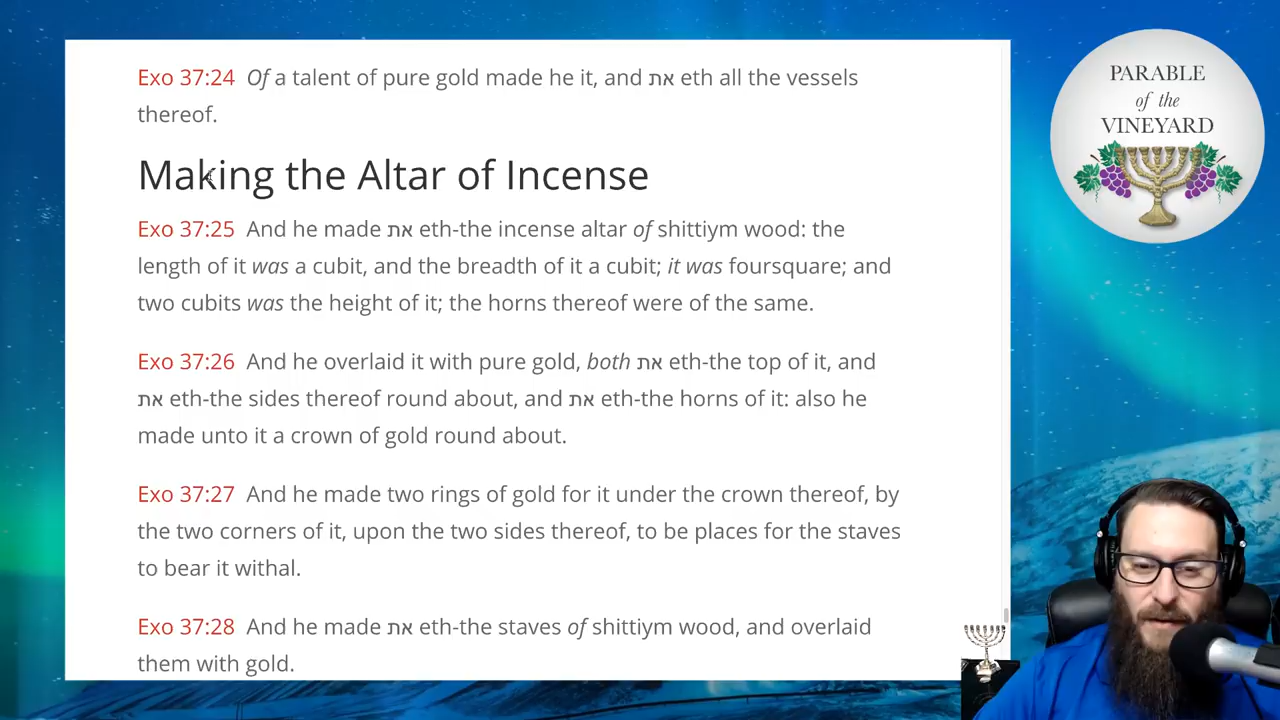 Exo 37:24 Of a talent of pure gold made he it, and את eth all the vessels
thereof.
Making the Altar of Incense
Exo 37:25 And he made את eth-the incense altar of shittiym wood: the
length of it was a cubit, and the breadth of it a cubit; it was foursquare; and
two cubits was the height of it; the horns thereof were of the same.
Exo 37:26 And he overlaid it with pure gold, both את eth-the top of it, and
את eth-the sides thereof round about, and את eth-the horns of it: also he
made unto it a crown of gold round about.
Exo 37:27 And he made two rings of gold for it under the crown thereof, by
the two corners of it, upon the two sides thereof, to be places for the staves
to bear it withal.
Exo 37:28 And he made את eth-the staves of shittiym wood, and overlaid
them with gold.
PARABLE
of the
VINEYARD